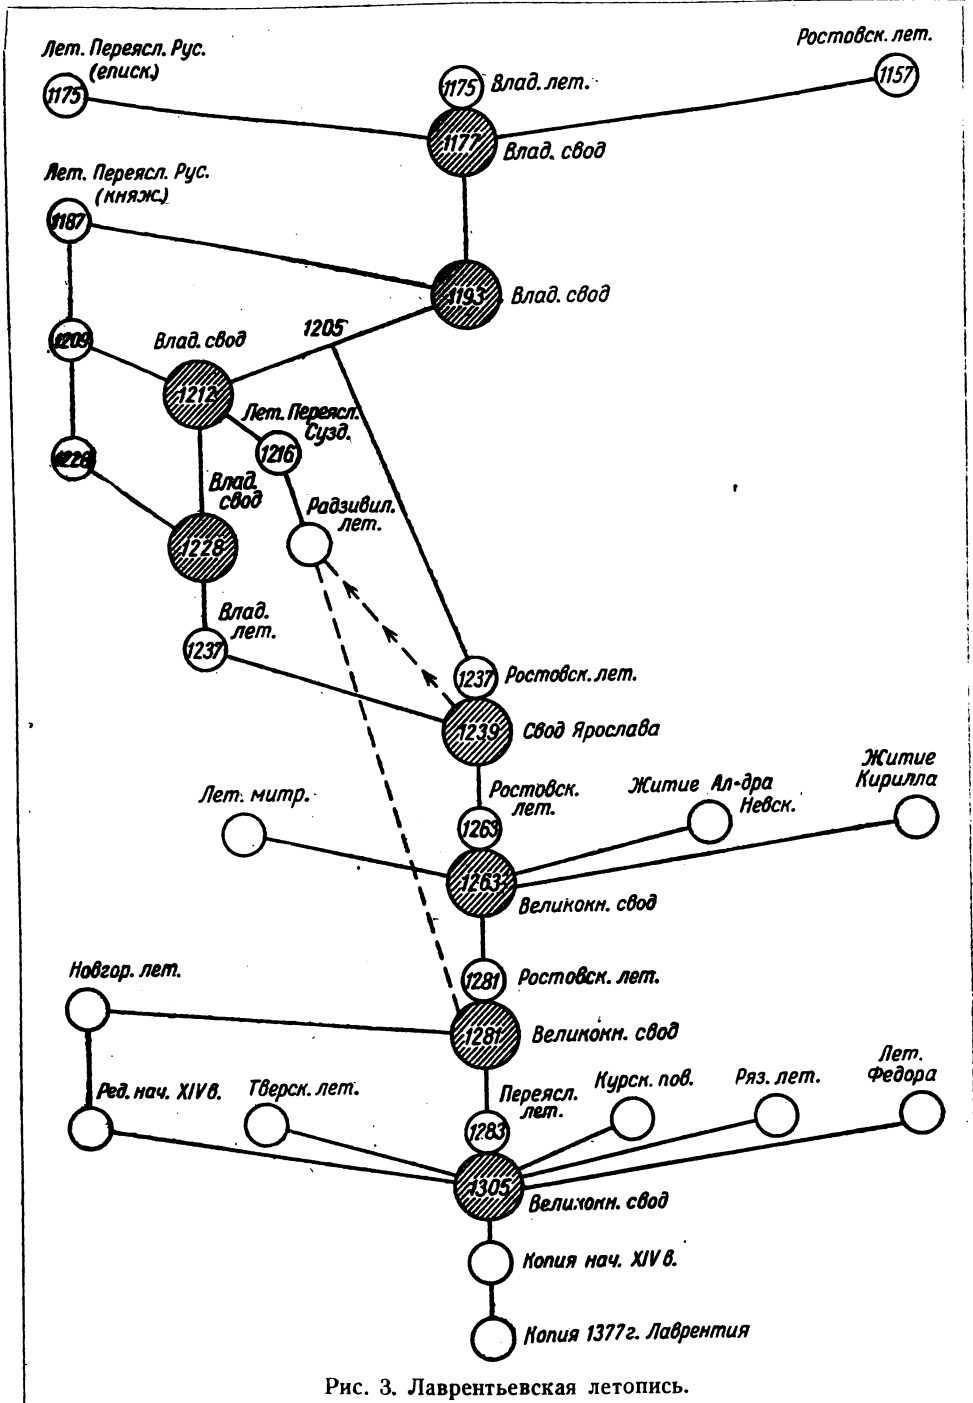 Лет. Переясл. Рус.
(еписк.)
1175
1175
Влад. лет.
Ростовск. лет.
1157
1177
Влад. свод
Лет. Переясл. Рус.
(княж.)
1187
1193
Влад. свод
1205
1209
Влад. свод
1212
Лет. Переясл.
Сузд.
1216
1228
Влад.
свод
1228
Радзивил.
лет.
Влад.
лет.
1237
1237
Ростовск. лет.
1239
Свод Ярослава
Ростовск.
лет.
1263
Лет. митр.
Житие Ал-дра
Невск.
Житие
Кирилла
1263
Великокн. свод
1281
Ростовск. лет.
Новгор. лет.
1281
Великокн. свод
Ред. нач. XIV в.
Тверск. лет.
Переясл.
лет.
1283
Курск. пов.
Ряз. лет.
Лет.
Федора
1305
Великокн. свод
Копия нач. XIV в.
Копия 1377г. Лаврентия
Рис. 3. Лаврентьевская летопись.